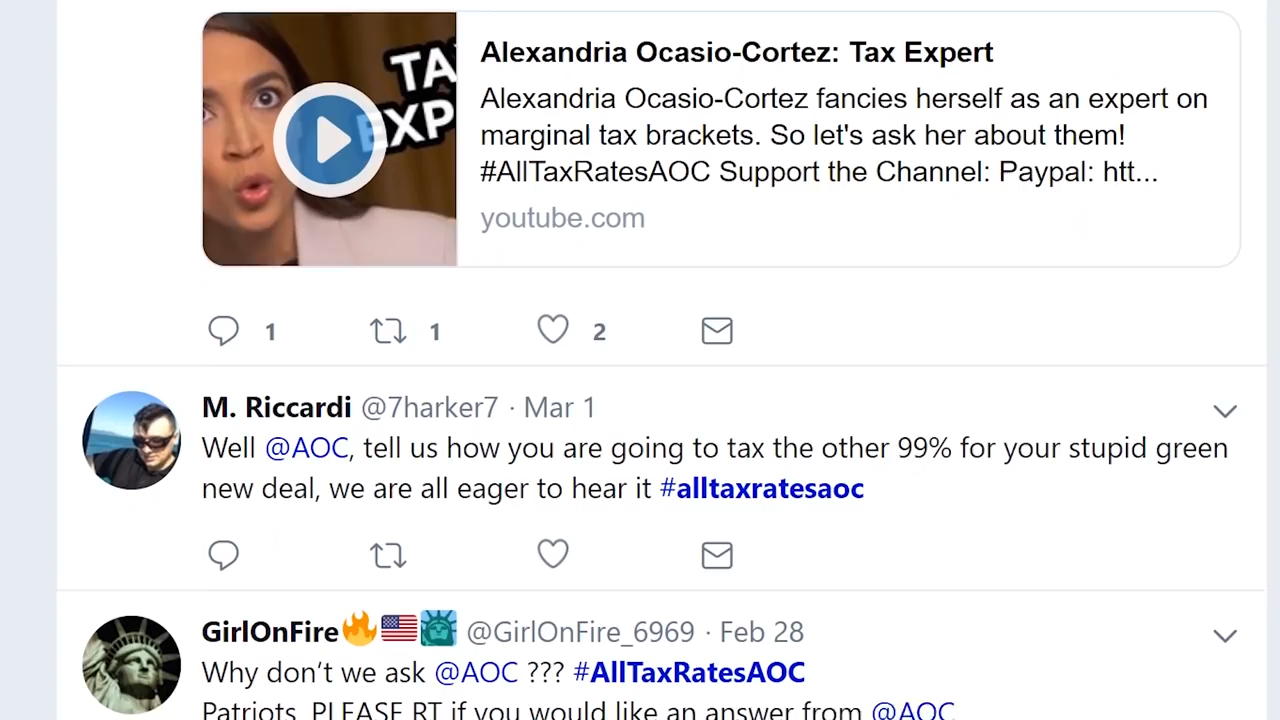 TA
EXP
Alexandria Ocasio-Cortez: Tax Expert
Alexandria Ocasio-Cortez fancies herself as an expert on
marginal tax brackets. So let's ask her about them!
#AllTaxRatesAOC Support the Channel: Paypal: htt...
youtube.com
1 1 2
M. Riccardi @7harker7 · Mar 1
Well @AOC, tell us how you are going to tax the other 99% for your stupid green
new deal, we are all eager to hear it #alltaxratesaoc
GirlOnFire🔥🇺🇸🗽 @GirlOnFire_6969 · Feb 28
Why don‘t we ask @AOC ??? #AllTaxRatesAOC
Patriots, PLEASE RT if you would like an answer from @AOC